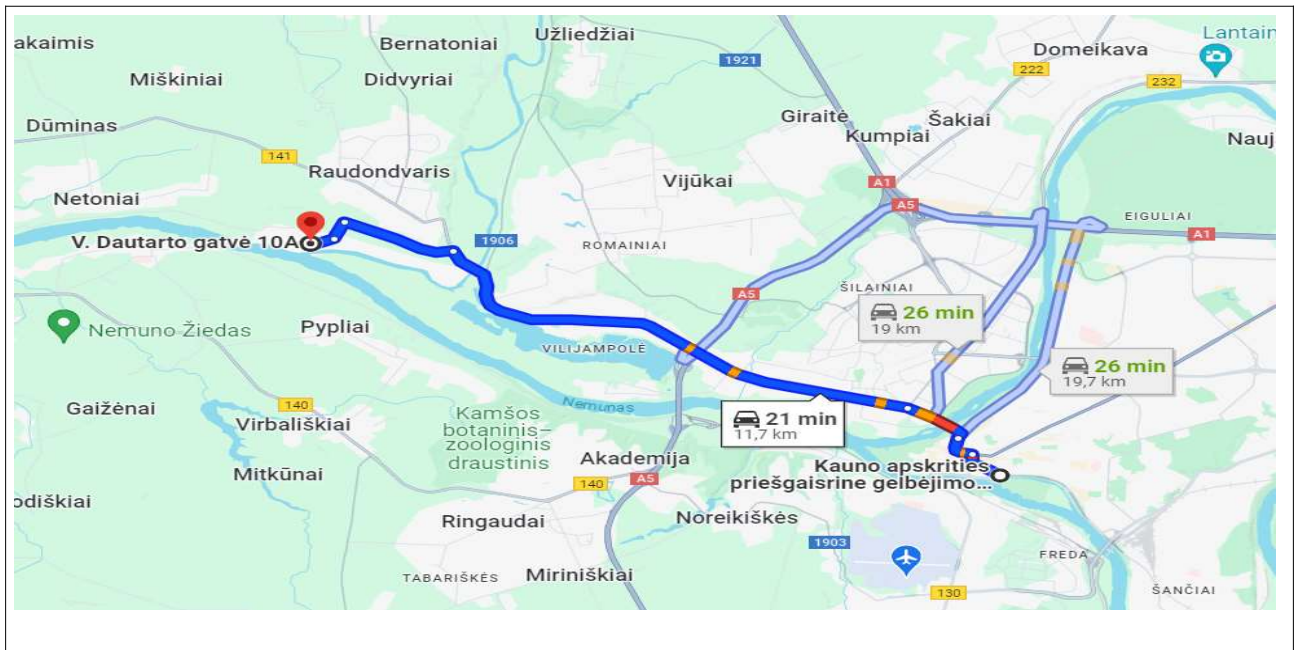 Užliedžiai
Lantain
akaimis
Bernatoniai
Domeikava
1921
222
Miškiniai
Didvyriai
232
Giraitė
Šakiai
Dūminas
Kumpiai
Nauj
141
Raudondvaris
Vijūkai
A1
Netoniai
A5
EIGULIAI
V. Dautarto gatvė 10A
1906
ROMAINIAI
A1
A5
ŠILAINIAI
26 min
19 km
Nemuno Žiedas
Pypliai
VILIJAMPOLĖ
26 min
19,7 km
Gaižėnai
140
Nemunas
21 min
11,7 km
Virbališkiai
Kamšos
botaninis–
zoologinis
draustinis
Akademija
Kauno apskrities
priešgaisrine gelbėjimo...
Mitkūnai
140
A5
odiškiai
Ringaudai
Noreikiškės
1903
FREDA
TABARIŠKĖS
Miriniškiai
130
ŠANČIAI